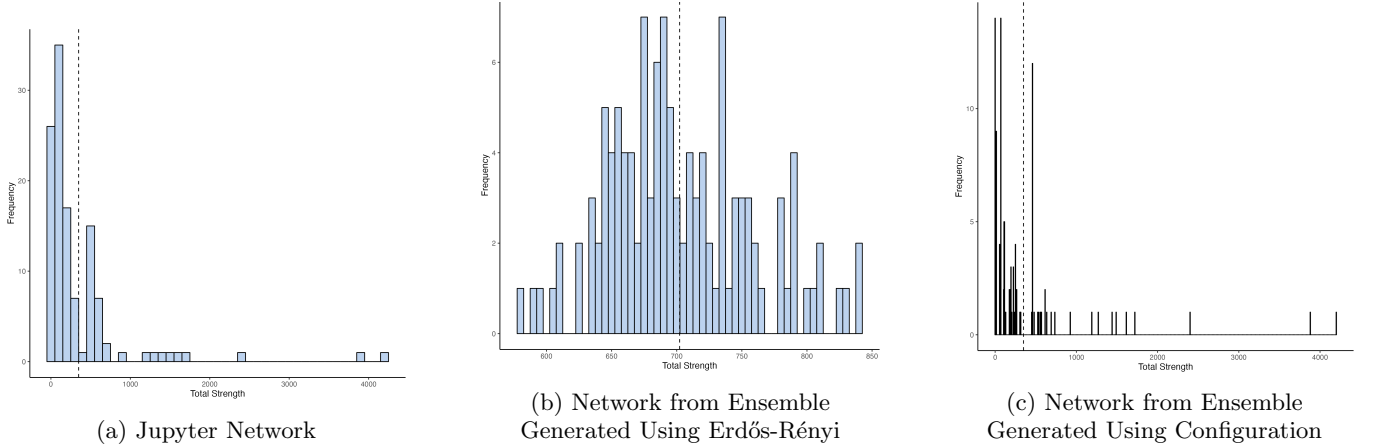 30
20
10
0
Frequency
0 1000 2000 3000 4000
Total Strength
(a) Jupyter Network
6
4
2
0
Frequency
600 650 700 750 800 850
Total Strength
(b) Network from Ensemble
Generated Using Erdős-Rényi
10
5
0
Frequency
0 1000 2000 3000 4000
Total Strength
(c) Network from Ensemble
Generated Using Configuration